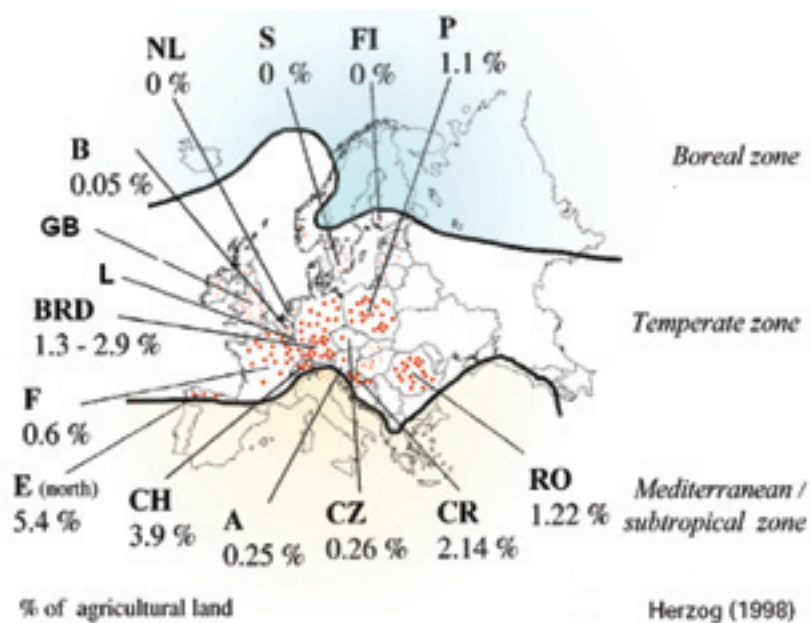 NL
0 %
S
0 %
FI
0 %
P
1.1 %
B
0.05 %
Boreal zone
GB
L
BRD
1.3 - 2.9 %
Temperate zone
F
0.6 %
E (north)
5.4 %
CH
3.9 %
A
0.25 %
CZ
0.26 %
CR
2.14 %
RO
1.22 %
Mediterranean /
subtropical zone
% of agricultural land
Herzog (1998)